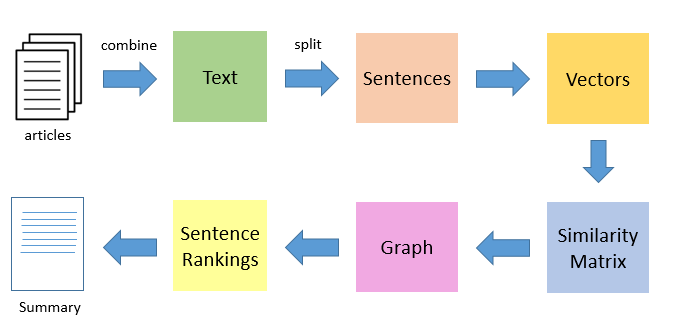 combine
split
Text
Sentences
Vectors
articles
Sentence
Rankings
Graph
Similarity
Matrix
Summary